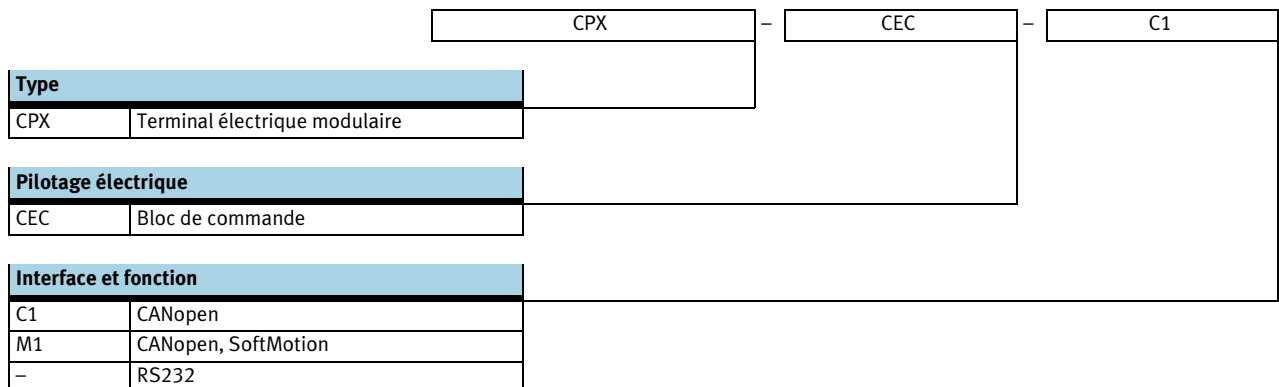 CPX – CEC – C1
Type
CPX Terminal électrique modulaire
Pilotage électrique
CEC Bloc de commande
Interface et fonction
C1 CANopen
M1 CANopen, SoftMotion
– RS232